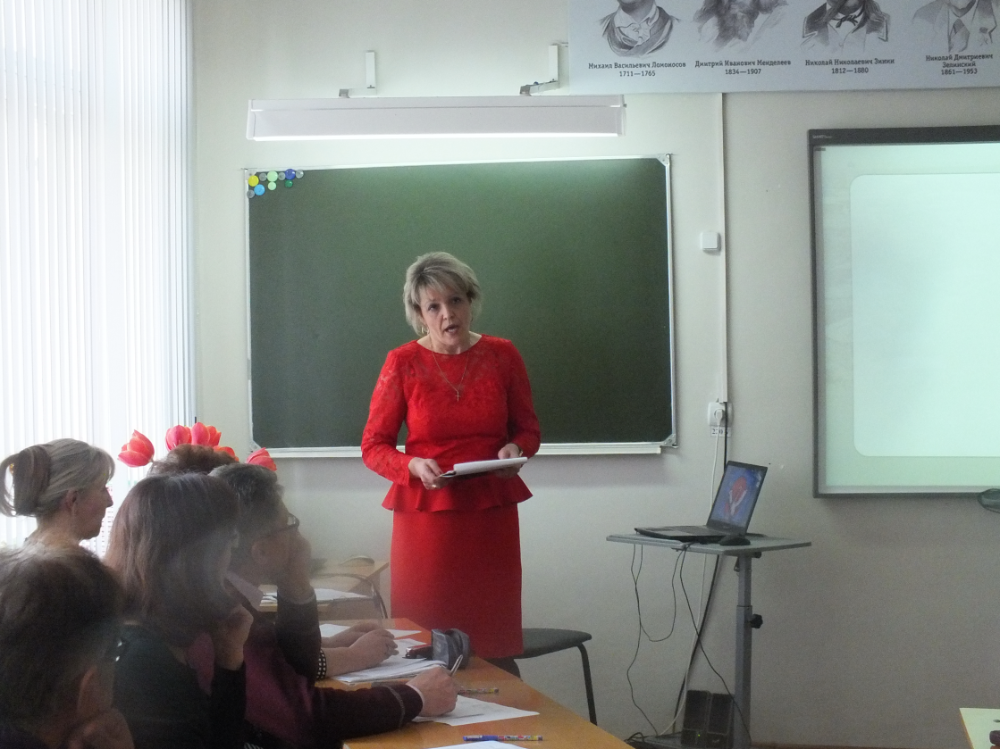 Михаил Васильевич Ломоносов
1711—1765
Дмитрий Иванович Менделеев
1834—1907
Николай Николаевич Зинин
1812—1880
Николай Дмитриевич
Зелинский
1861—1953